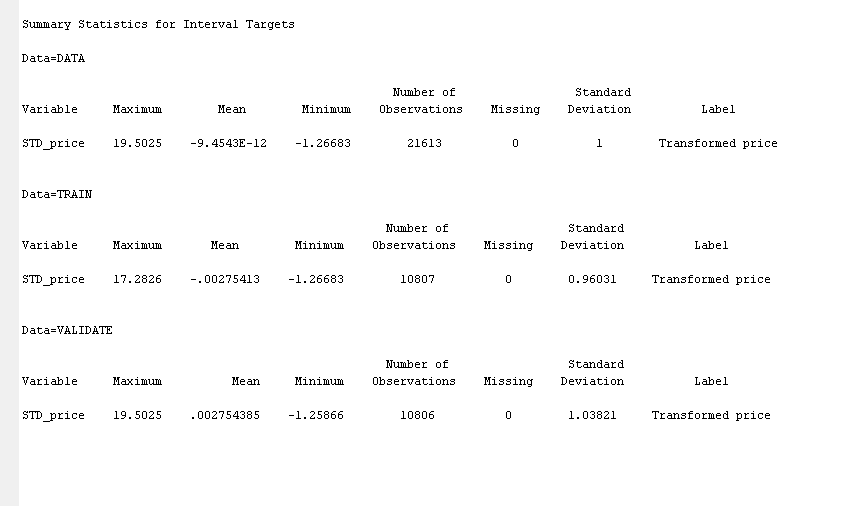 Summary Statistics for Interval Targets
Data=DATA
Number of Standard
Variable Maximum Mean Minimum Observations Missing Deviation Label
STD_price 19.5025 -9.4543E-12 -1.26683 21613 0 1 Transformed price
Data=TRAIN
Number of Standard
Variable Maximum Mean Minimum Observations Missing Deviation Label
STD_price 17.2826 -.00275413 -1.26683 10807 0 0.96031 Transformed price
Data=VALIDATE
Number of Standard
Variable Maximum Mean Minimum Observations Missing Deviation Label
STD_price 19.5025 .002754385 -1.25866 10806 0 1.03821 Transformed price